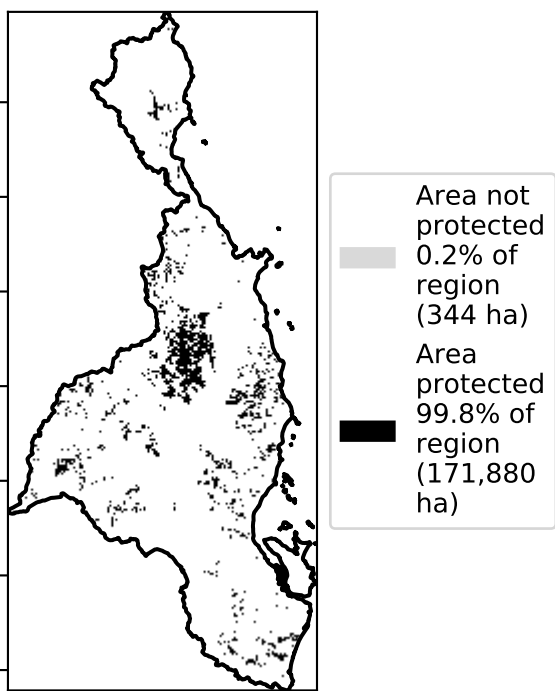 Area not
protected
0.2% of
region
(344 ha)
Area
protected
99.8% of
region
(171,880
ha)